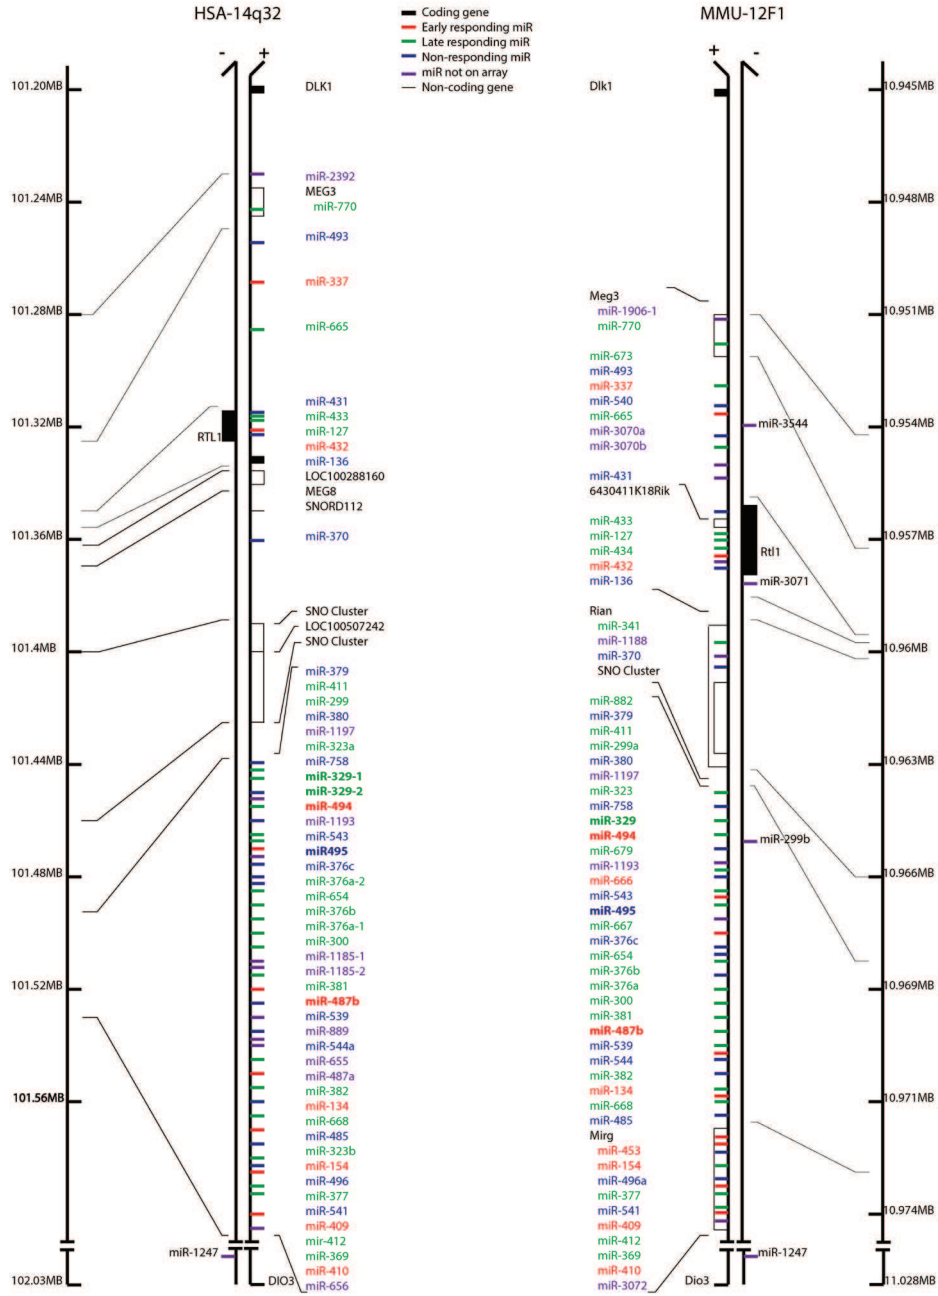 HSA-14q32
MMU-12F1
Coding gene
Early responding miR
Late responding miR
Non-responding miR
miR not on array
Non-coding gene
- +
+ -
101.20MB
101.24MB
101.28MB
101.32MB
101.36MB
101.4MB
101.44MB
101.48MB
101.52MB
101.56MB
102.03MB
RTL1
miR-1247
DLK1
miR-2392
MEG3
miR-770
miR-493
miR-337
miR-665
miR-431
miR-433
miR-127
miR-432
miR-136
LOC100288160
MEG8
SNORD112
miR-370
SNO Cluster
LOC100507242
SNO Cluster
miR-379
miR-411
miR-299
miR-380
miR-1197
miR-323a
miR-758
miR-329-1
miR-329-2
miR-494
miR-1193
miR-543
miR495
miR-376c
miR-376a-2
miR-654
miR-376b
miR-376a-1
miR-300
miR-1185-1
miR-1185-2
miR-381
miR-487b
miR-539
miR-889
miR-544a
miR-655
miR-487a
miR-382
miR-134
miR-668
miR-485
miR-323b
miR-154
miR-496
miR-377
miR-541
miR-409
mir-412
miR-369
miR-410
DIO3
miR-656
Dlk1
Meg3
miR-1906-1
miR-770
miR-673
miR-493
miR-337
miR-540
miR-665
miR-3070a
miR-3070b
miR-431
6430411K18Rik
miR-433
miR-127
miR-434
miR-432
miR-136
Rian
miR-341
miR-1188
miR-370
SNO Cluster
miR-882
miR-379
miR-411
miR-299a
miR-380
miR-1197
miR-323
miR-758
miR-329
miR-494
miR-679
miR-1193
miR-666
miR-543
miR-495
miR-667
miR-376c
miR-654
miR-376b
miR-376a
miR-300
miR-381
miR-487b
miR-539
miR-544
miR-382
miR-134
miR-668
miR-485
Mirg
miR-453
miR-154
miR-496a
miR-377
miR-541
miR-409
miR-412
miR-369
miR-410
miR-3072
Dio3
miR-3544
Rtl1
miR-3071
miR-299b
miR-1247
10.945MB
10.948MB
10.951MB
10.954MB
10.957MB
10.96MB
10.963MB
10.966MB
10.969MB
10.971MB
10.974MB
11.028MB